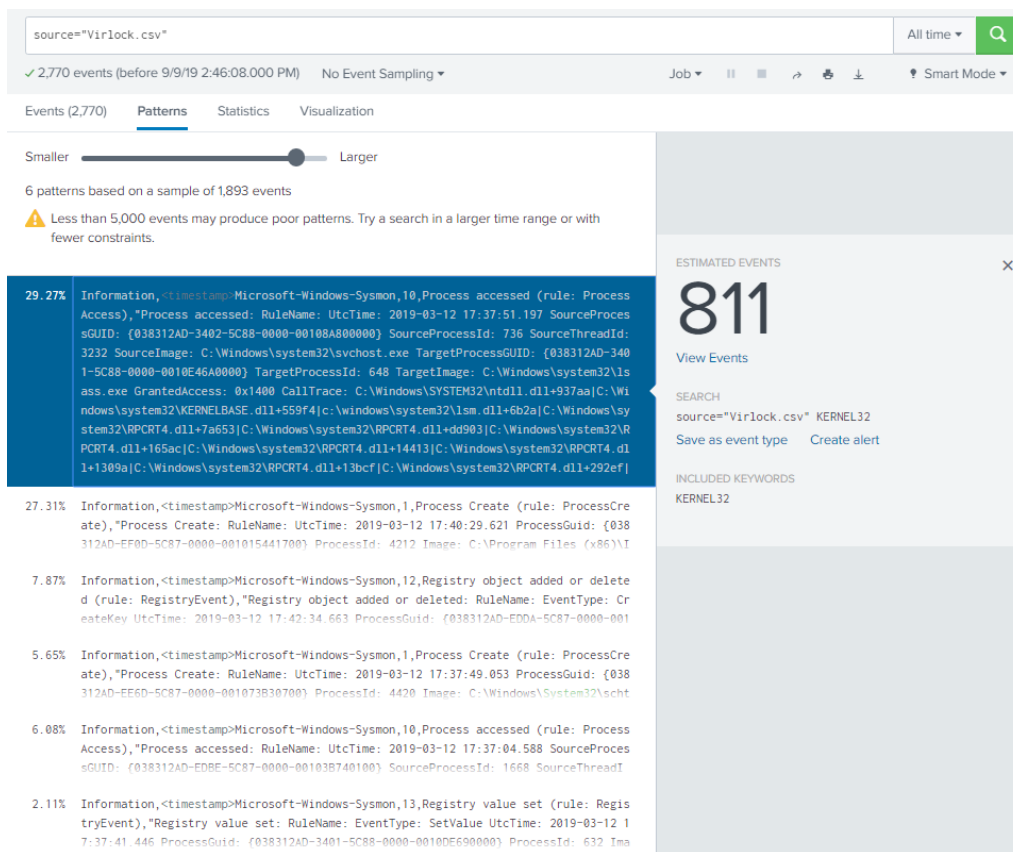 source="Virlock.csv"
All time
2,770 events (before 9/9/19 2:46:08.000 PM)
No Event Sampling
Job
Smart Mode
Events (2,770)
Patterns
Statistics
Visualization
Smaller
Larger
6 patterns based on a sample of 1,893 events
Less than 5,000 events may produce poor patterns. Try a search in a larger time range or with
fewer constraints.
29.27% Information,<timestamp>Microsoft-Windows-Sysmon,10,Process accessed (rule: Process
Access),"Process accessed: RuleName: UtcTime: 2019-03-12 17:37:51.197 SourceProces
sGUID: {038312AD-3402-5C88-0000-00108A800000} SourceProcessId: 736 SourceThreadId:
3232 SourceImage: C:\Windows\system32\svchost.exe TargetProcessGUID: {038312AD-340
1-5C88-0000-0010E46A0000} TargetProcessId: 648 TargetImage: C:\Windows\system32\ls
ass.exe GrantedAccess: 0x1400 CallTrace: C:\Windows\SYSTEM32\ntdll.dll+937aa|C:\Wi
ndows\system32\KERNELBASE.dll+559f4|c:\windows\system32\lsm.dll+6b2a|C:\Windows\sy
stem32\RPCRT4.dll+7a653|C:\Windows\system32\RPCRT4.dll+dd903|C:\Windows\system32\R
PCRT4.dll+165ac|C:\Windows\system32\RPCRT4.dll+14413|C:\Windows\system32\RPCRT4.dl
l+1309a|C:\Windows\system32\RPCRT4.dll+13bcf|C:\Windows\system32\RPCRT4.dll+292ef|
27.31% Information,<timestamp>Microsoft-Windows-Sysmon,1,Process Create (rule: ProcessCre
ate),"Process Create: RuleName: UtcTime: 2019-03-12 17:40:29.621 ProcessGuid: {038
312AD-EF0D-5C87-0000-001015441700} ProcessId: 4212 Image: C:\Program Files (x86)\I
7.87% Information,<timestamp>Microsoft-Windows-Sysmon,12,Registry object added or delete
d (rule: RegistryEvent),"Registry object added or deleted: RuleName: EventType: Cr
eateKey UtcTime: 2019-03-12 17:42:34.663 ProcessGuid: {038312AD-EDDA-5C87-0000-001
5.65% Information,<timestamp>Microsoft-Windows-Sysmon,1,Process Create (rule: ProcessCre
ate),"Process Create: RuleName: UtcTime: 2019-03-12 17:37:49.053 ProcessGuid: {038
312AD-EE6D-5C87-0000-001073B30700} ProcessId: 4420 Image: C:\Windows\System32\scht
6.08% Information,<timestamp>Microsoft-Windows-Sysmon,10,Process accessed (rule: Process
Access),"Process accessed: RuleName: UtcTime: 2019-03-12 17:37:04.588 SourceProces
sGUID: {038312AD-EDBE-5C87-0000-00103B740100} SourceProcessId: 1668 SourceThreadI
2.11% Information,<timestamp>Microsoft-Windows-Sysmon,13,Registry value set (rule: Regis
tryEvent),"Registry value set: RuleName: EventType: SetValue UtcTime: 2019-03-12 1
7:37:41.446 ProcessGuid: {038312AD-3401-5C88-0000-0010DE690000} ProcessId: 632 Ima
ESTIMATED EVENTS
811
View Events
SEARCH
source="Virlock.csv" KERNEL32
Save as event type
Create alert
INCLUDED KEYWORDS
KERNEL32